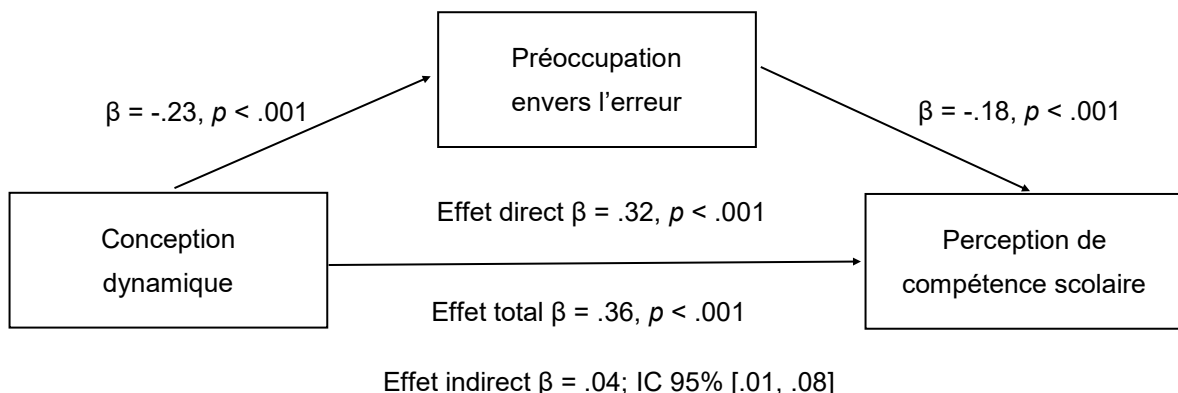 Préoccupation
envers l'erreur
β = -.23, p < .001
β = -.18, p < .001
Conception
dynamique
Effet direct β = .32, p < .001
Perception de
compétence scolaire
Effet total β = .36, p < .001
Effet indirect β = .04; IC 95% [.01, .08]